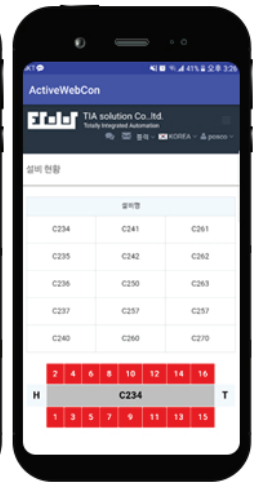 KT 41% 오후 3:26
ActiveWebCon
TIA solution Co..ltd.
Totally Integrated Automation
KOREA posco
설비 현황
설비명
C234 C241 C261
C235 C242 C262
C236 C250 C263
C237 C257 C257
C240 C260 C270
2 4 6 8 10 12 14 16
H C234 T
1 3 5 7 9 11 13 15